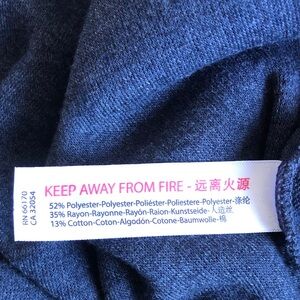 KEEP AWAY FROM FIRE - 远离火源
52% Polyester-Polyester-Poliéster-Poliestere-Polyester-涤纶
35% Rayon-Rayonne-Rayón-Raion-Kunstseide-人造丝
13% Cotton-Coton-Algodón-Cotone-Baumwolle-棉
RN 66170
CA 32054